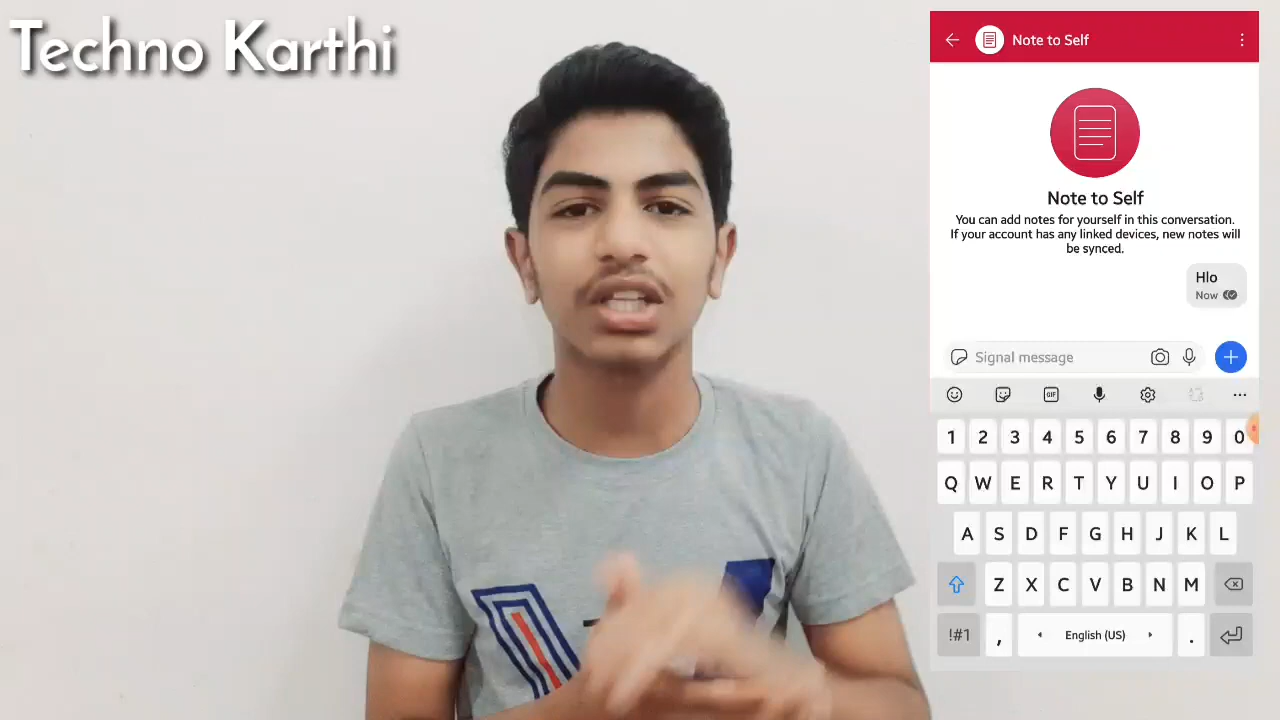 Techno Karthi
Note to Self
Note to Self
You can add notes for yourself in this conversation.
If your account has any linked devices, new notes will
be synced.
Hlo
Now
Signal message
GIF
1 2 3 4 5 6 7 8 9 0
Q W E R T Y U I O P
A S D F G H J K L
Z X C V B N M
!#1 , English (US) .